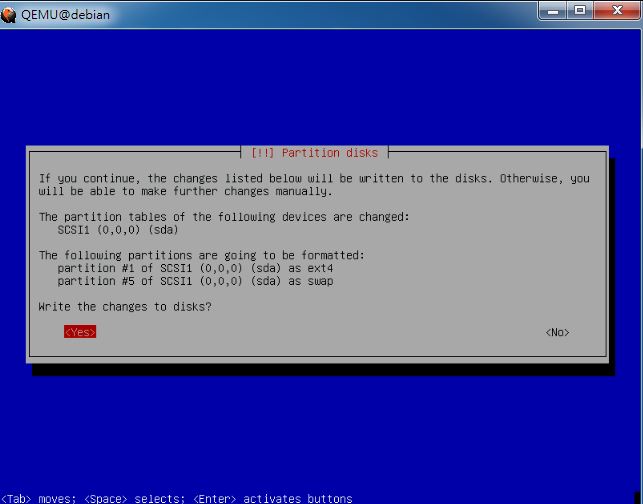 QEMU@debian
[!!] Partition disks
If you continue, the changes listed below will be written to the disks. Otherwise, you
will be able to make further changes manually.
The partition tables of the following devices are changed:
SCSI1 (0,0,0) (sda)
The following partitions are going to be formatted:
partition #1 of SCSI1 (0,0,0) (sda) as ext4
partition #5 of SCSI1 (0,0,0) (sda) as swap
Write the changes to disks?
<Yes> <No>
<Tab> moves; <Space> selects; <Enter> activates buttons